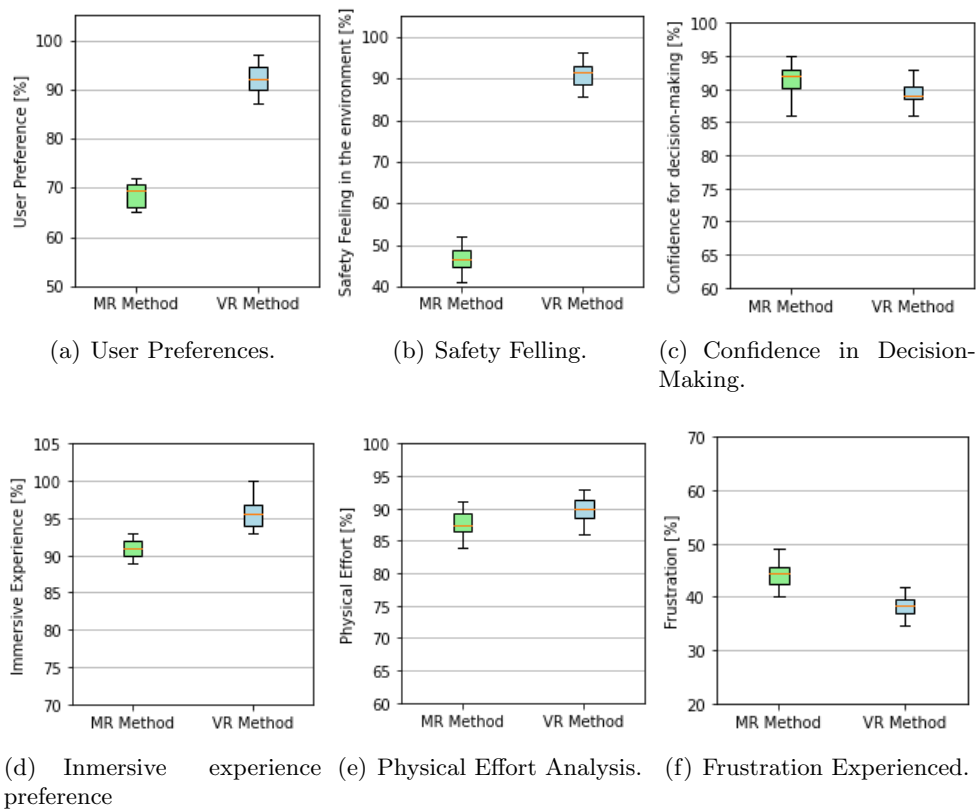 User Preference [%]
100
90
80
70
60
50
MR Method
VR Method
(a) User Preferences.
Safety Feeling in the environment [%]
100
90
80
70
60
50
40
MR Method
VR Method
(b) Safety Felling.
Confidence for decision-making [%]
100
95
90
85
80
75
70
65
60
MR Method
VR Method
(c) Confidence in Decision-
Making.
Immersive Experience [%]
105
100
95
90
85
80
75
70
MR Method
VR Method
(d) Inmersive experience
preference
Physical Effort [%]
100
95
90
85
80
75
70
65
60
MR Method
VR Method
(e) Physical Effort Analysis.
Frustration [%]
70
60
50
40
30
20
MR Method
VR Method
(f) Frustration Experienced.